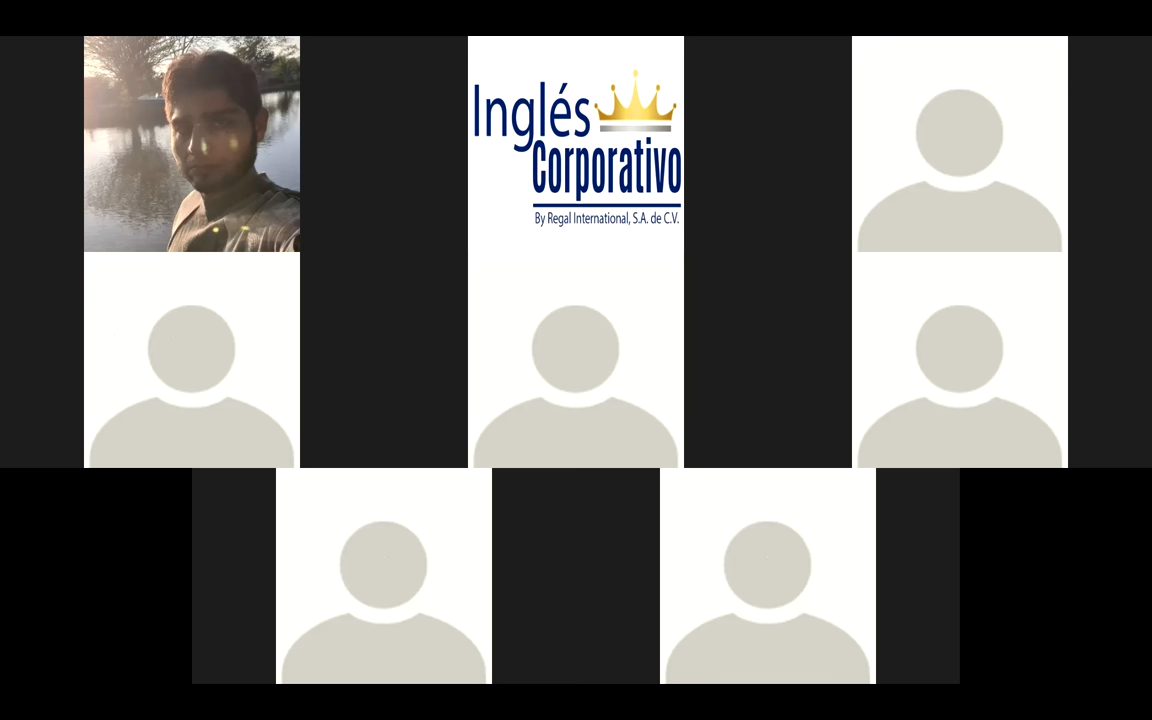 Inglés
Corporativo
By Regal International, S.A. de C.V.